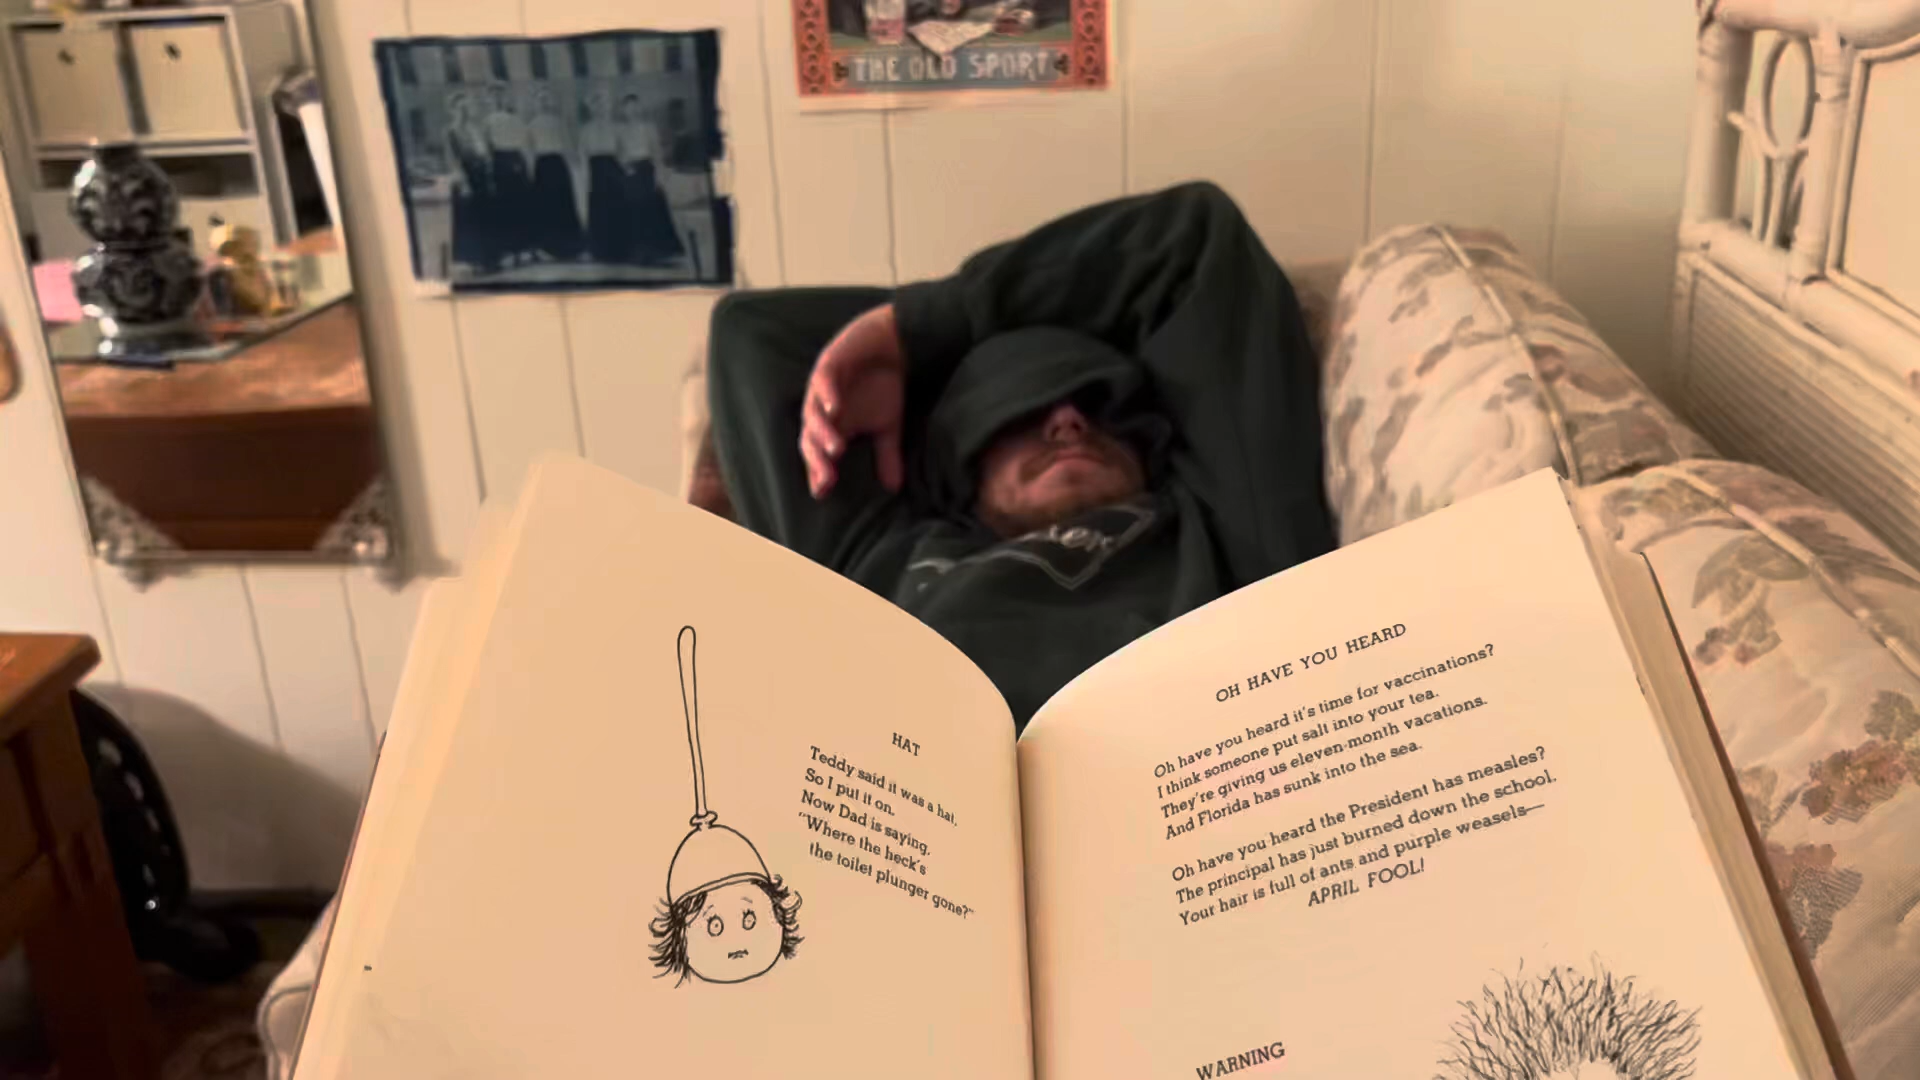 THE OLD SPORT
HAT
Teddy said it was a hat,
So I put it on.
Now Dad is saying,
"Where the heck's
the toilet plunger gone?"
OH HAVE YOU HEARD
Oh have you heard it's time for vaccinations?
I think someone put salt into your tea.
They're giving us eleven-month vacations.
And Florida has sunk into the sea.
Oh have you heard the President has measles?
The principal has just burned down the school,
Your hair is full of ants and purple weasels—
APRIL FOOL!
WARNING